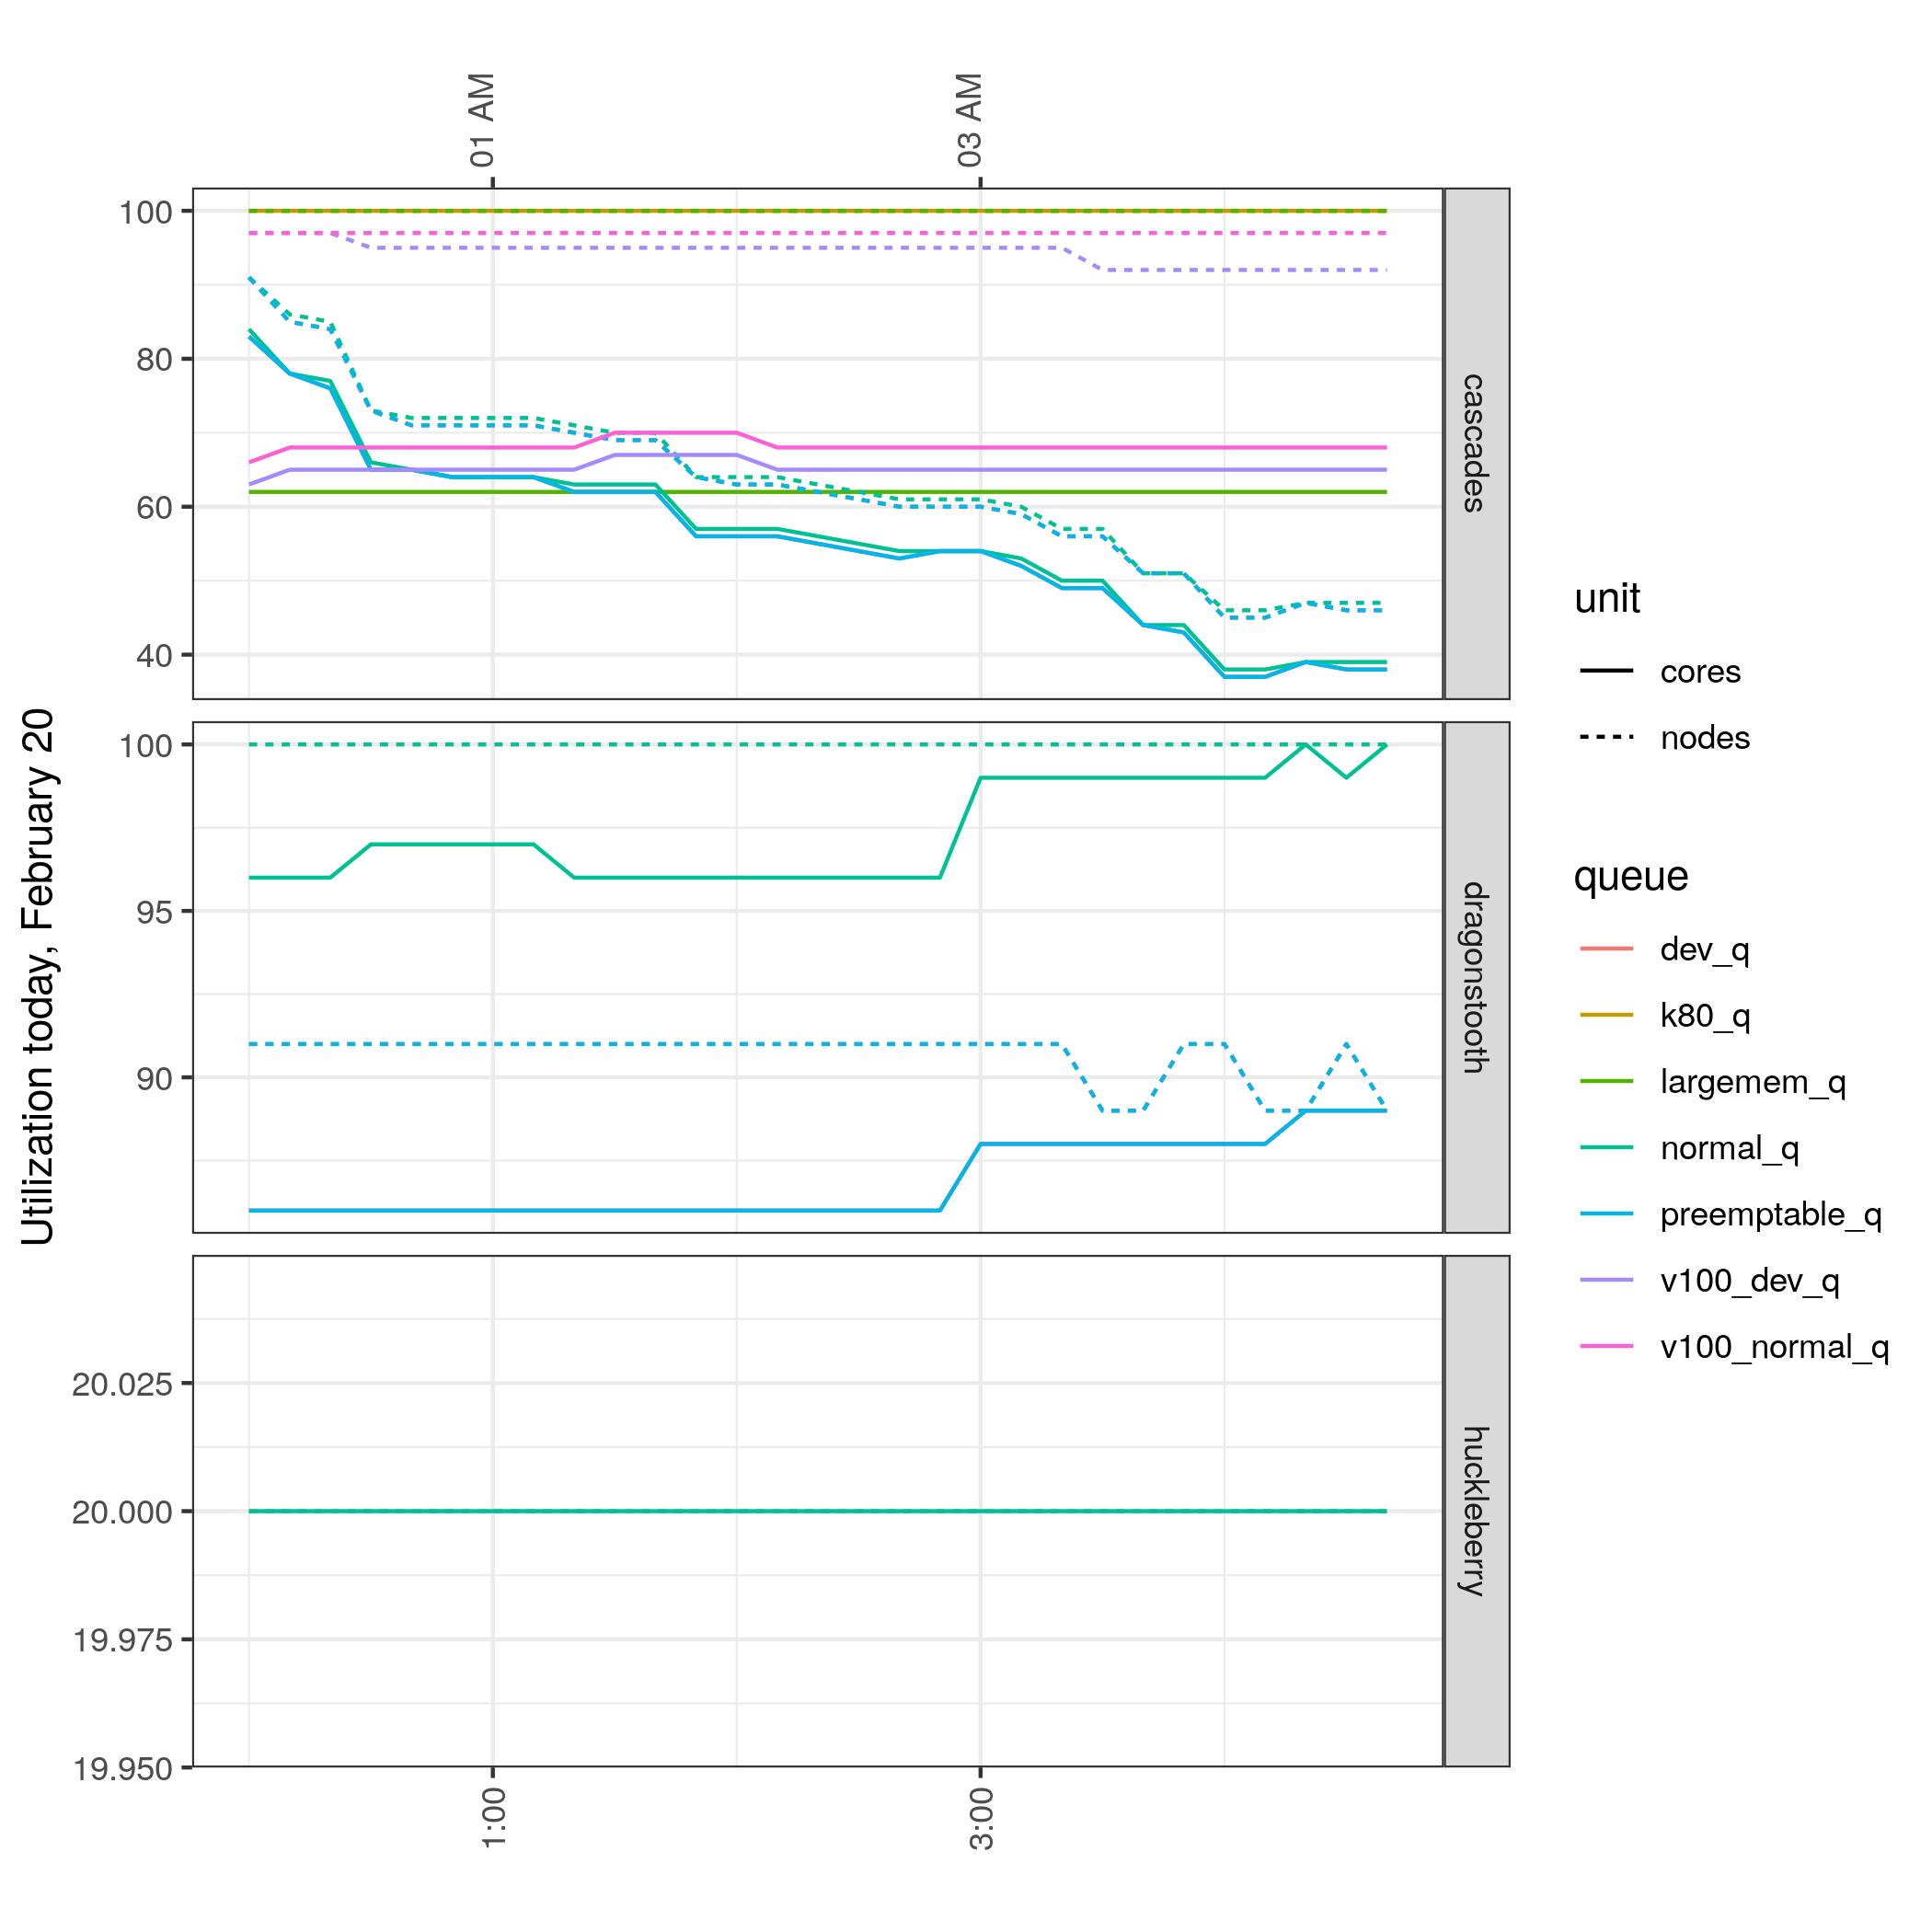 01 AM
03 AM
100
80
60
40
cascades
100
95
90
dragonstooth
20.025
20.000
19.975
19.950
huckleberry
1:00
3:00
Utilization today, February 20
unit
cores
nodes
queue
dev_q
k80_q
largemem_q
normal_q
preemptable_q
v100_dev_q
v100_normal_q